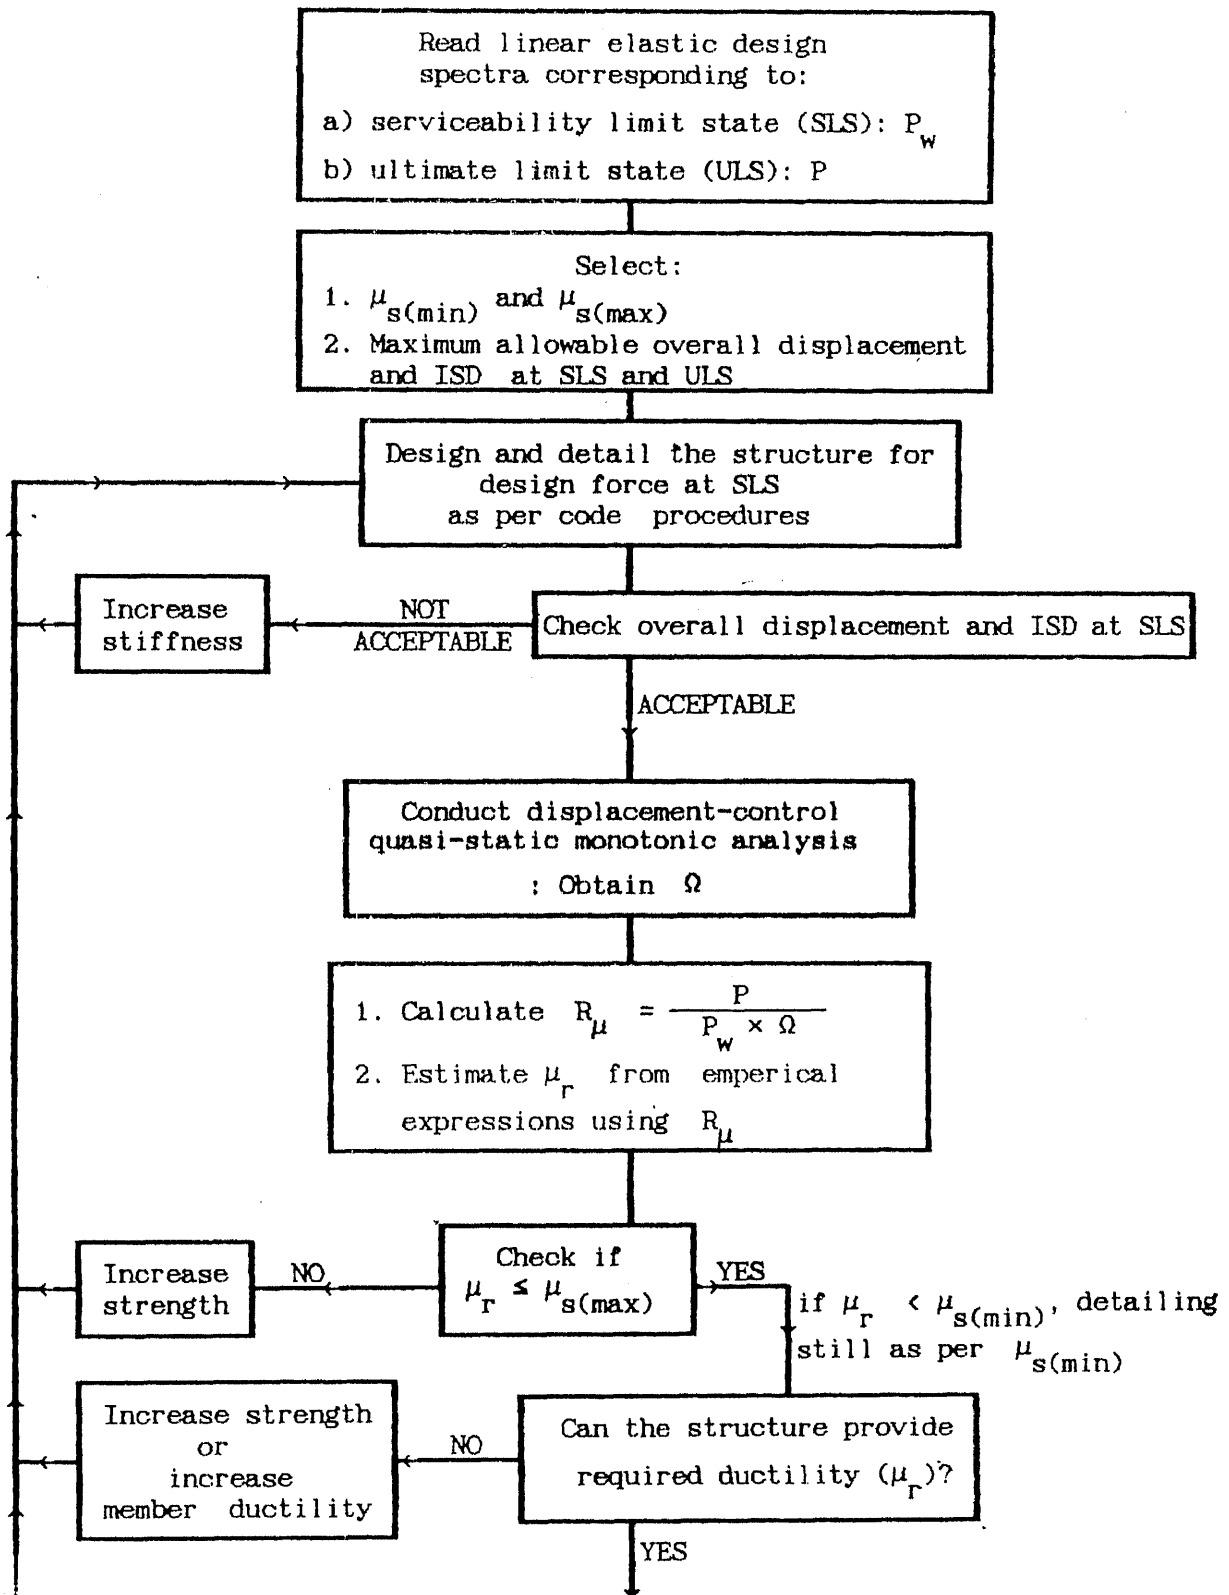 Read linear elastic design
spectra corresponding to:
a) serviceability limit state (SLS): P_w
b) ultimate limit state (ULS): P
Select:
1. μ_s(min) and μ_s(max)
2. Maximum allowable overall displacement
and ISD at SLS and ULS
Design and detail the structure for
design force at SLS
as per code procedures
Increase
stiffness
NOT
ACCEPTABLE
Check overall displacement and ISD at SLS
ACCEPTABLE
Conduct displacement-control
quasi-static monotonic analysis
: Obtain Ω
1. Calculate R_μ = P / (P_w × Ω)
2. Estimate μ_r from emperical
expressions using R_μ
Increase
strength
NO
Check if
μ_r ≤ μ_s(max)
YES
if μ_r < μ_s(min), detailing
still as per μ_s(min)
Increase strength
or
increase
member ductility
NO
Can the structure provide
required ductility (μ_r)?
YES